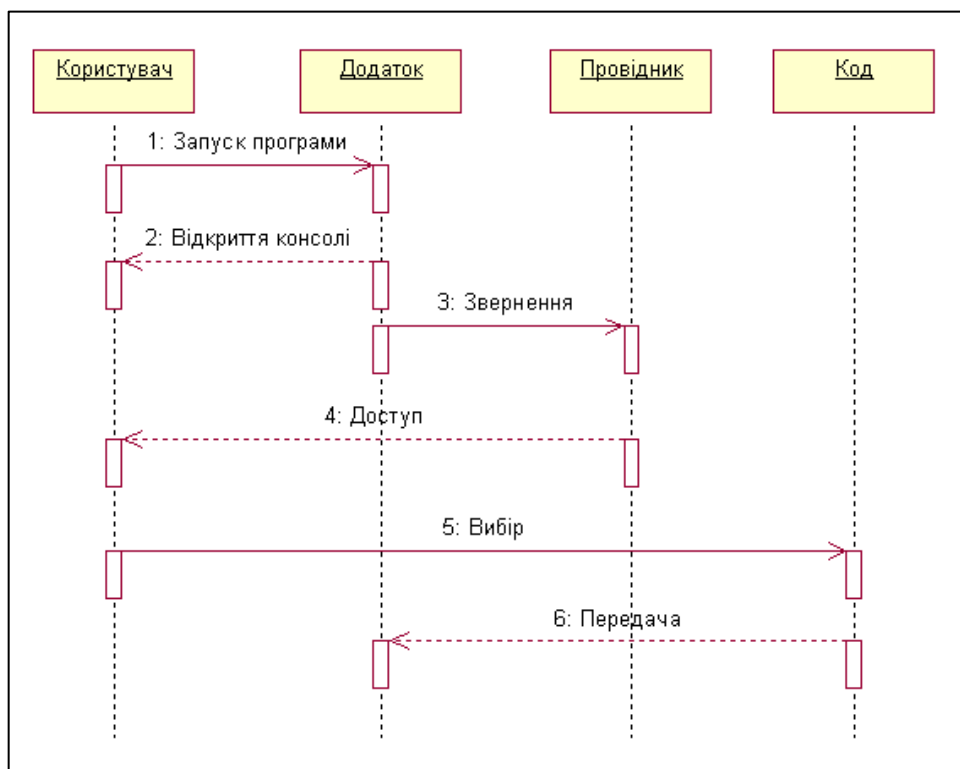 Користувач
Додаток
Провідник
Код
1: Запуск програми
2: Відкриття консолі
3: Звернення
4: Доступ
5: Вибір
6: Передача